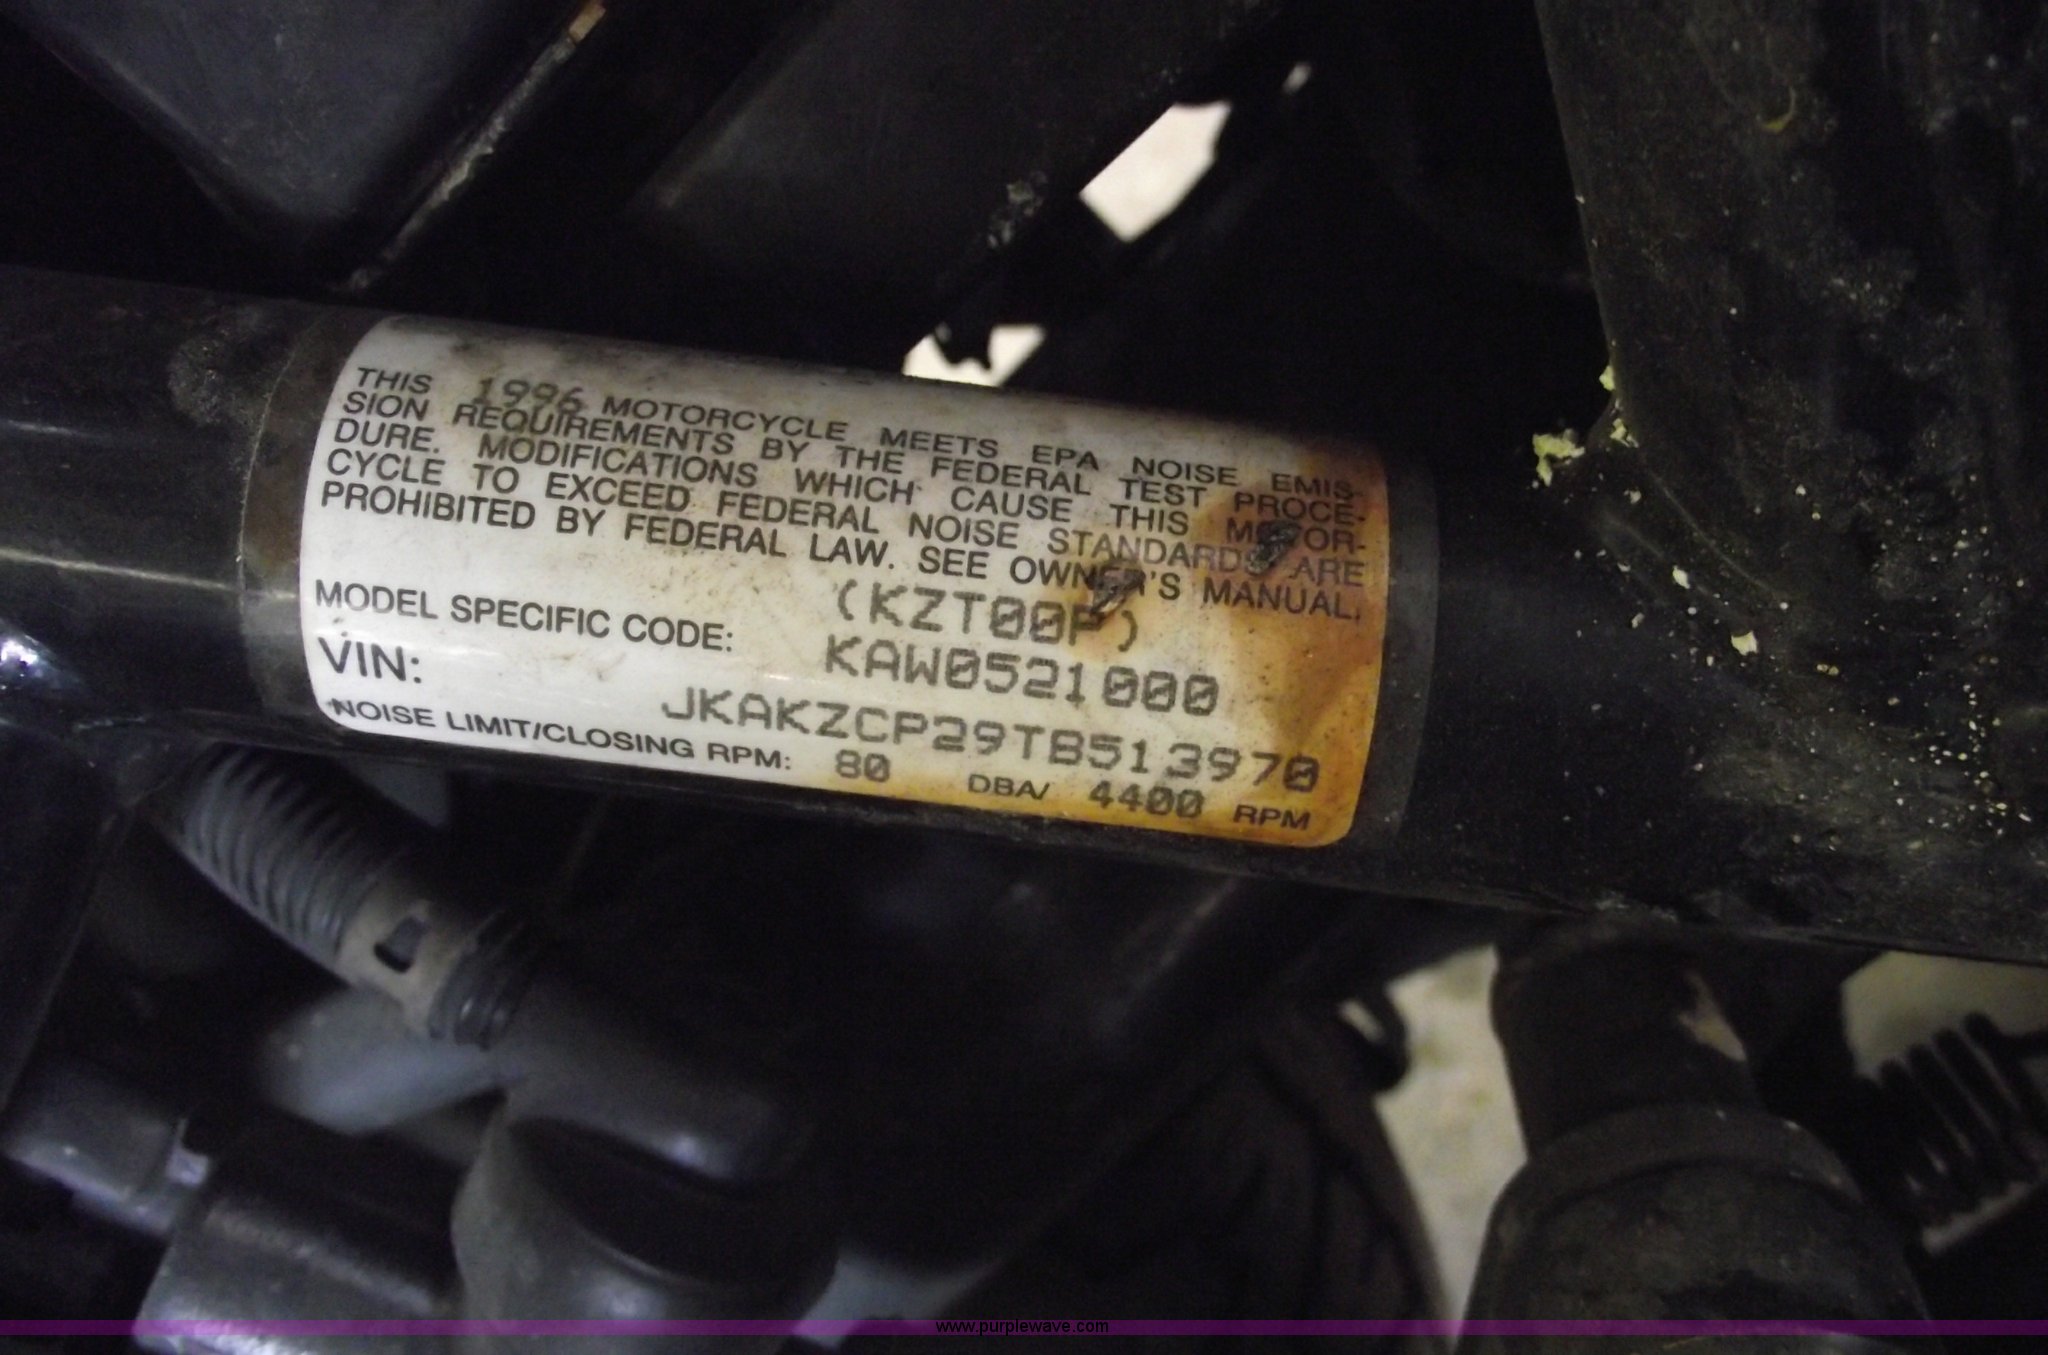 THIS 1996 MOTORCYCLE MEETS EPA NOISE EMIS-
SION REQUIREMENTS BY THE FEDERAL TEST PROCE-
DURE. MODIFICATIONS WHICH CAUSE THIS MOTOR-
CYCLE TO EXCEED FEDERAL NOISE STANDARDS ARE
PROHIBITED BY FEDERAL LAW. SEE OWNER'S MANUAL.
(KZT00P)
MODEL SPECIFIC CODE: KAW0521000
VIN: JKAKZCP29TB513970
NOISE LIMIT/CLOSING RPM: 80 DBA/ 4400 RPM
www.purplewave.com